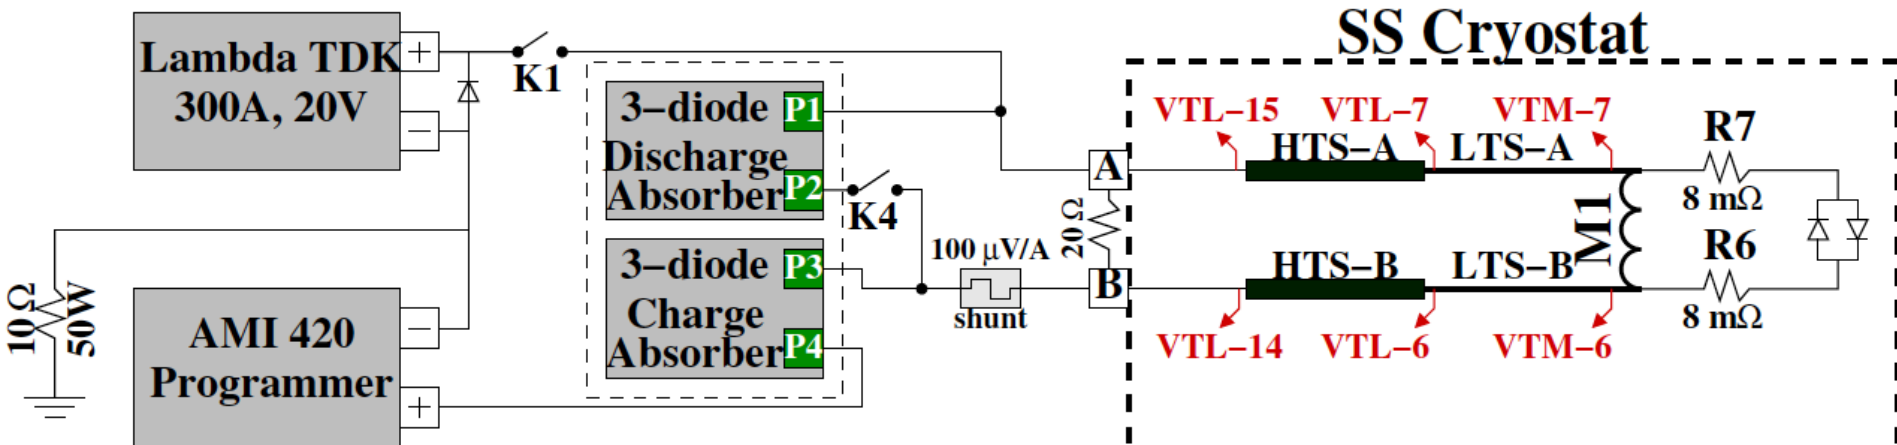 SS Cryostat
Lambda TDK
300A, 20V
+
−
K1
3−diode
Discharge
Absorber
P1
P2
K4
3−diode
Charge
Absorber
P3
P4
10 Ω
50W
AMI 420
Programmer
−
+
100 μV/A
shunt
20 Ω
A
B
VTL−15
VTL−7
VTM−7
HTS−A
LTS−A
R7
8 mΩ
M1
R6
8 mΩ
HTS−B
LTS−B
VTL−14
VTL−6
VTM−6